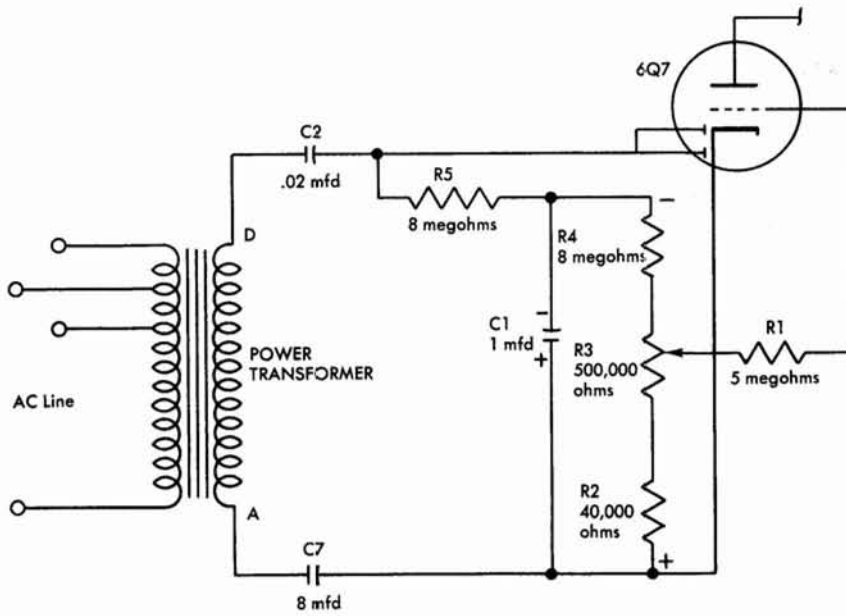 6Q7
C2
.02 mfd
R5
8 megohms
D
−
R4
8 megohms
−
C1
1 mfd
+
R3
500,000
ohms
R1
5 megohms
POWER
TRANSFORMER
AC Line
R2
40,000
ohms
A
+
C7
8 mfd